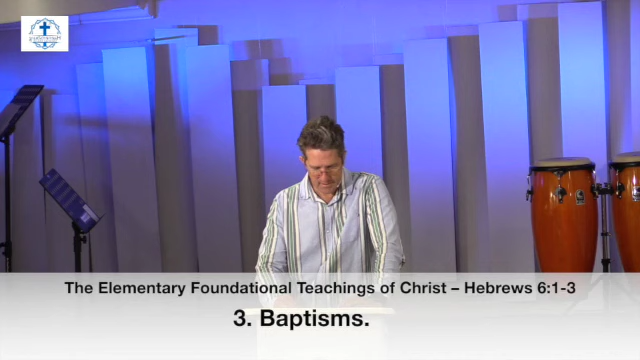 The Elementary Foundational Teachings of Christ – Hebrews 6:1-3
3. Baptisms.